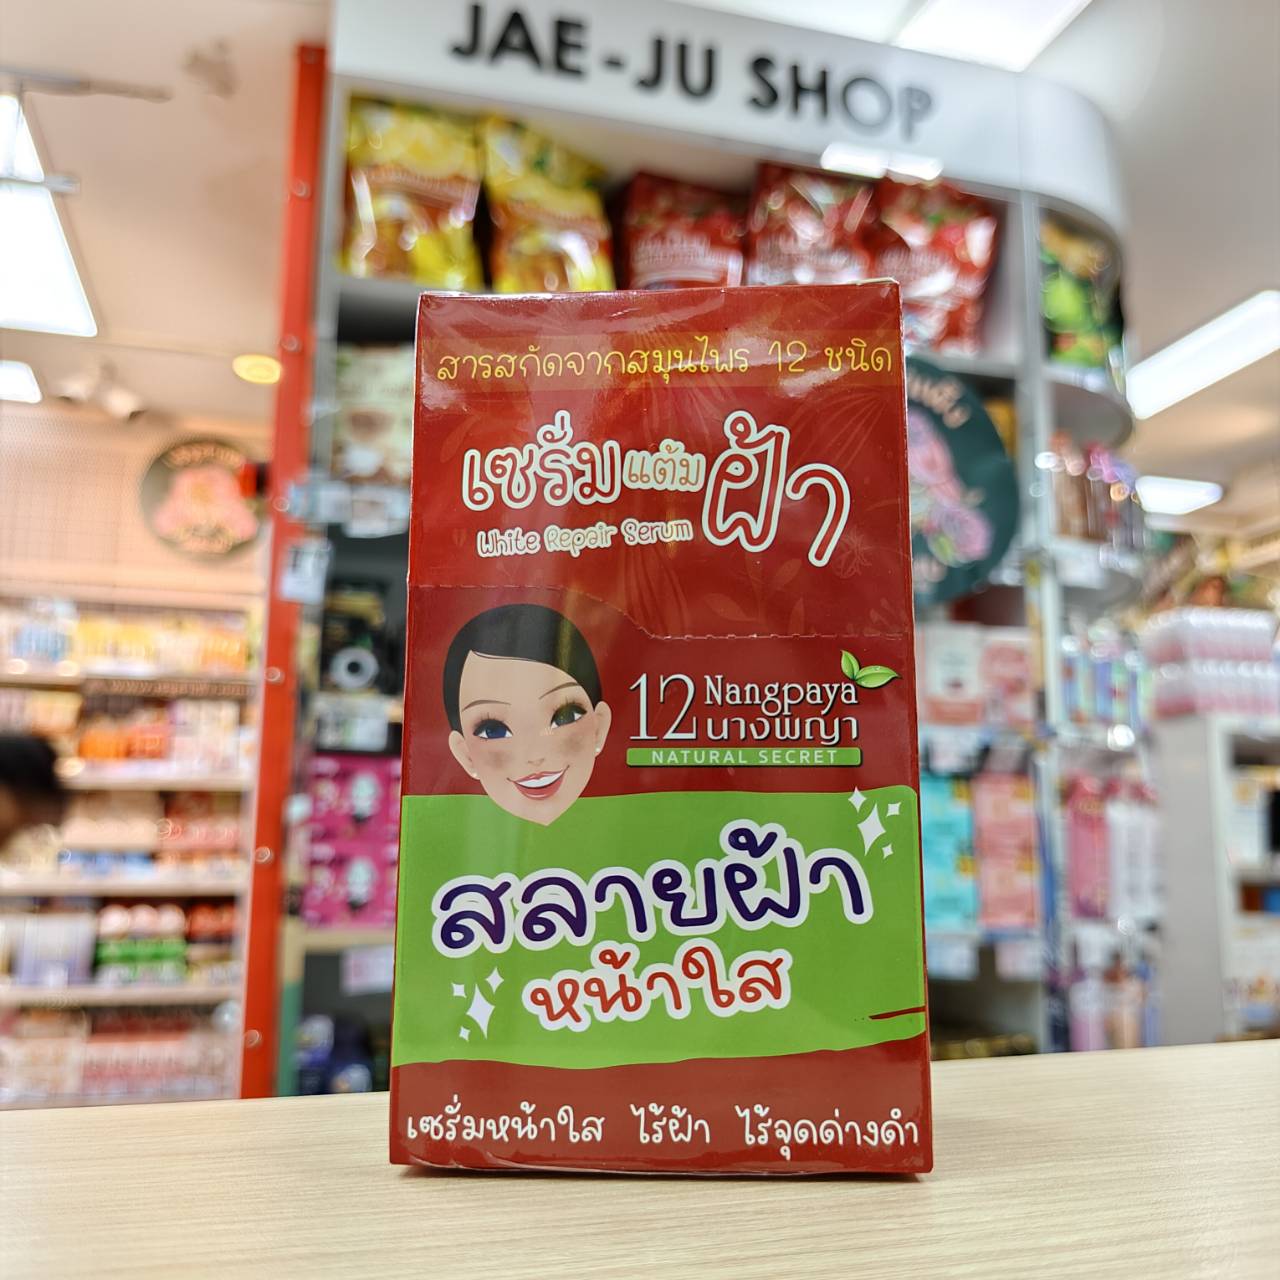 JAE-JU SHOP
สารสกัดจากสมุนไพร 12 ชนิด
เซรั่มแต้มฝ้า
White Repair Serum
12 Nangpaya
นางพญา
NATURAL SECRET
สลายฝ้า
หน้าใส
เซรั่มหน้าใส ไร้ฝ้า ไร้จุดด่างดำ